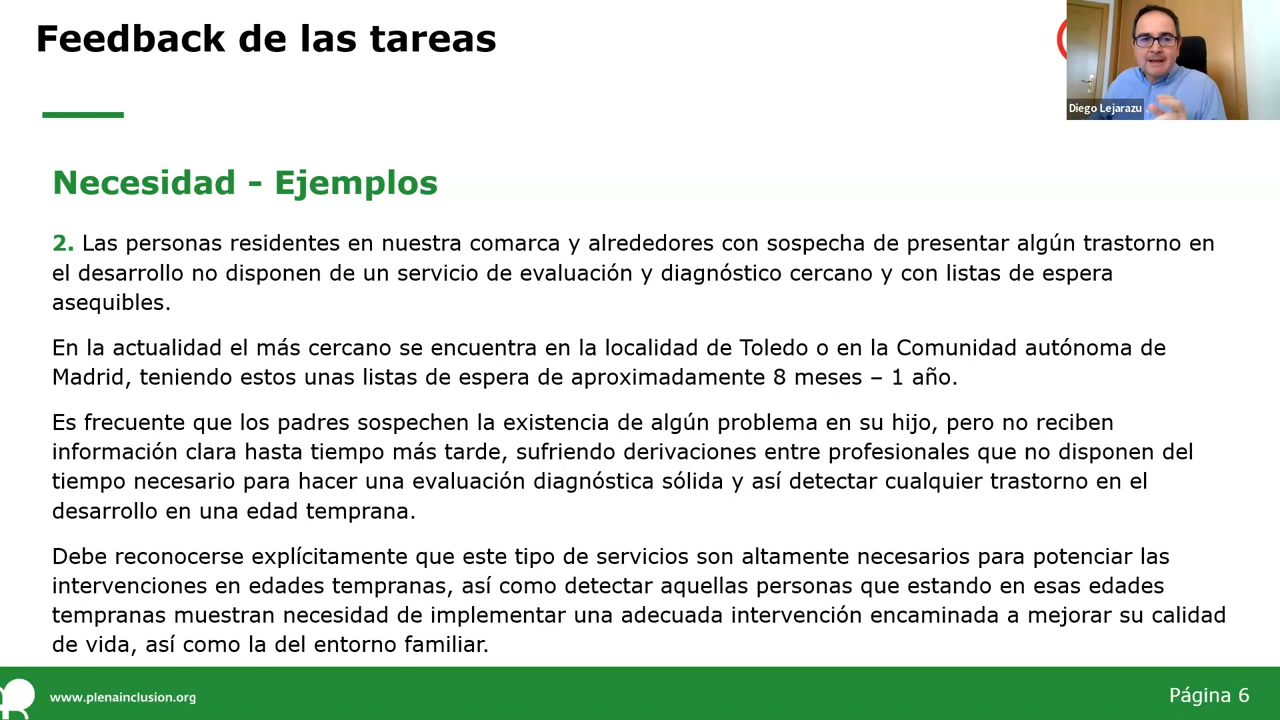 Feedback de las tareas
Diego Lejarazu
Necesidad - Ejemplos
2. Las personas residentes en nuestra comarca y alrededores con sospecha de presentar algún trastorno en
el desarrollo no disponen de un servicio de evaluación y diagnóstico cercano y con listas de espera
asequibles.
En la actualidad el más cercano se encuentra en la localidad de Toledo o en la Comunidad autónoma de
Madrid, teniendo estos unas listas de espera de aproximadamente 8 meses – 1 año.
Es frecuente que los padres sospechen la existencia de algún problema en su hijo, pero no reciben
información clara hasta tiempo más tarde, sufriendo derivaciones entre profesionales que no disponen del
tiempo necesario para hacer una evaluación diagnóstica sólida y así detectar cualquier trastorno en el
desarrollo en una edad temprana.
Debe reconocerse explícitamente que este tipo de servicios son altamente necesarios para potenciar las
intervenciones en edades tempranas, así como detectar aquellas personas que estando en esas edades
tempranas muestran necesidad de implementar una adecuada intervención encaminada a mejorar su calidad
de vida, así como la del entorno familiar.
www.plenainclusion.org
Página 6